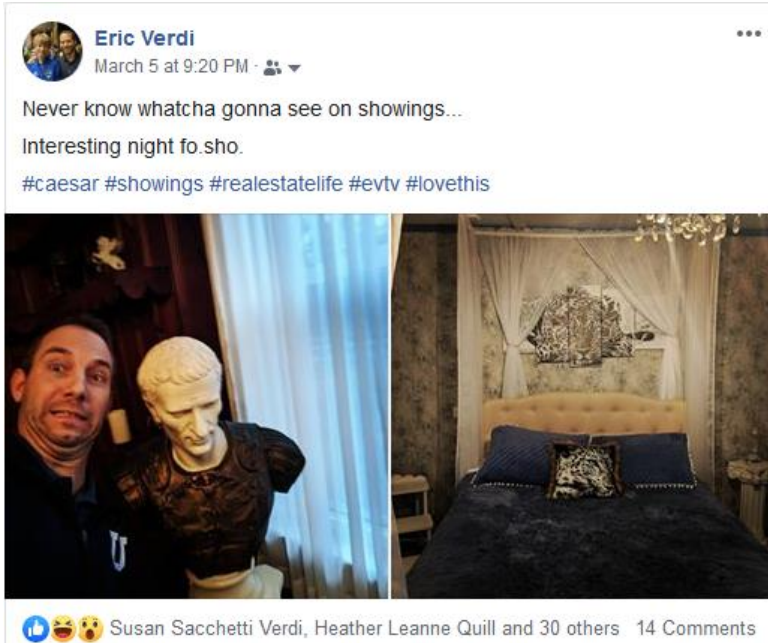 Eric Verdi
March 5 at 9:20 PM ·
Never know whatcha gonna see on showings...
Interesting night fo.sho.
#caesar #showings #realestatelife #evtv #lovethis
U
Susan Sacchetti Verdi, Heather Leanne Quill and 30 others 14 Comments